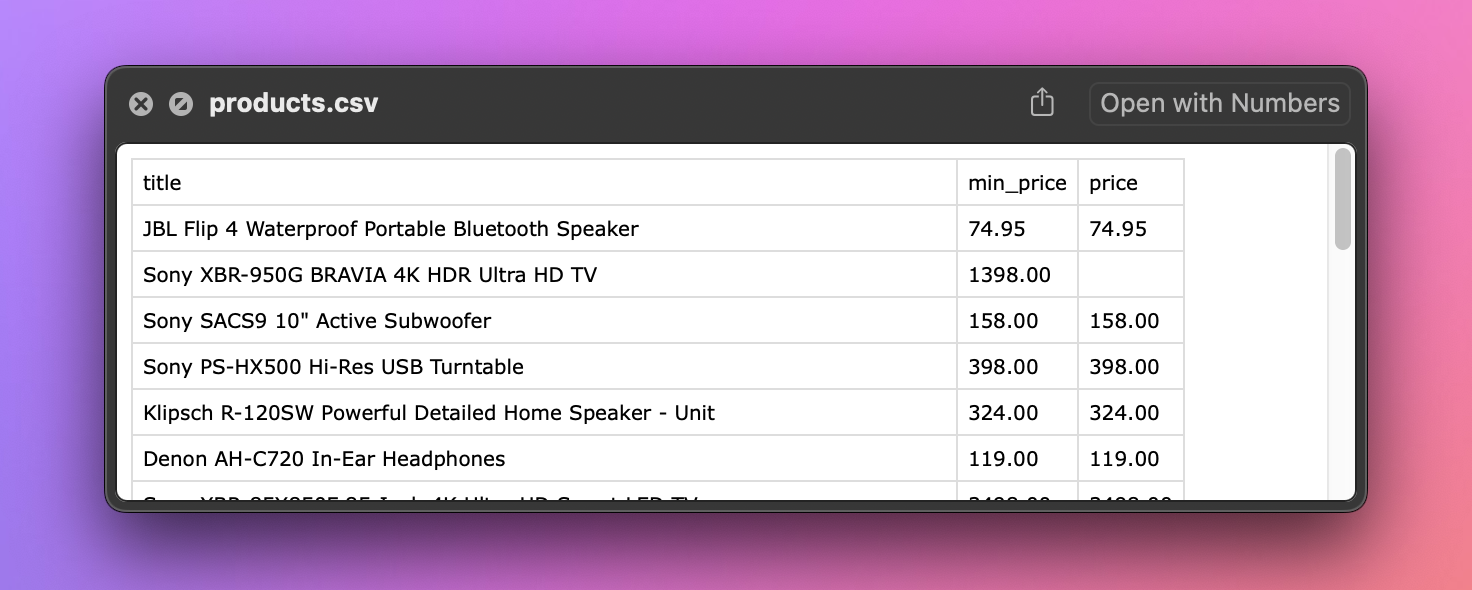 products.csv
Open with Numbers
title min_price price
JBL Flip 4 Waterproof Portable Bluetooth Speaker 74.95 74.95
Sony XBR-950G BRAVIA 4K HDR Ultra HD TV 1398.00
Sony SACS9 10" Active Subwoofer 158.00 158.00
Sony PS-HX500 Hi-Res USB Turntable 398.00 398.00
Klipsch R-120SW Powerful Detailed Home Speaker - Unit 324.00 324.00
Denon AH-C720 In-Ear Headphones 119.00 119.00